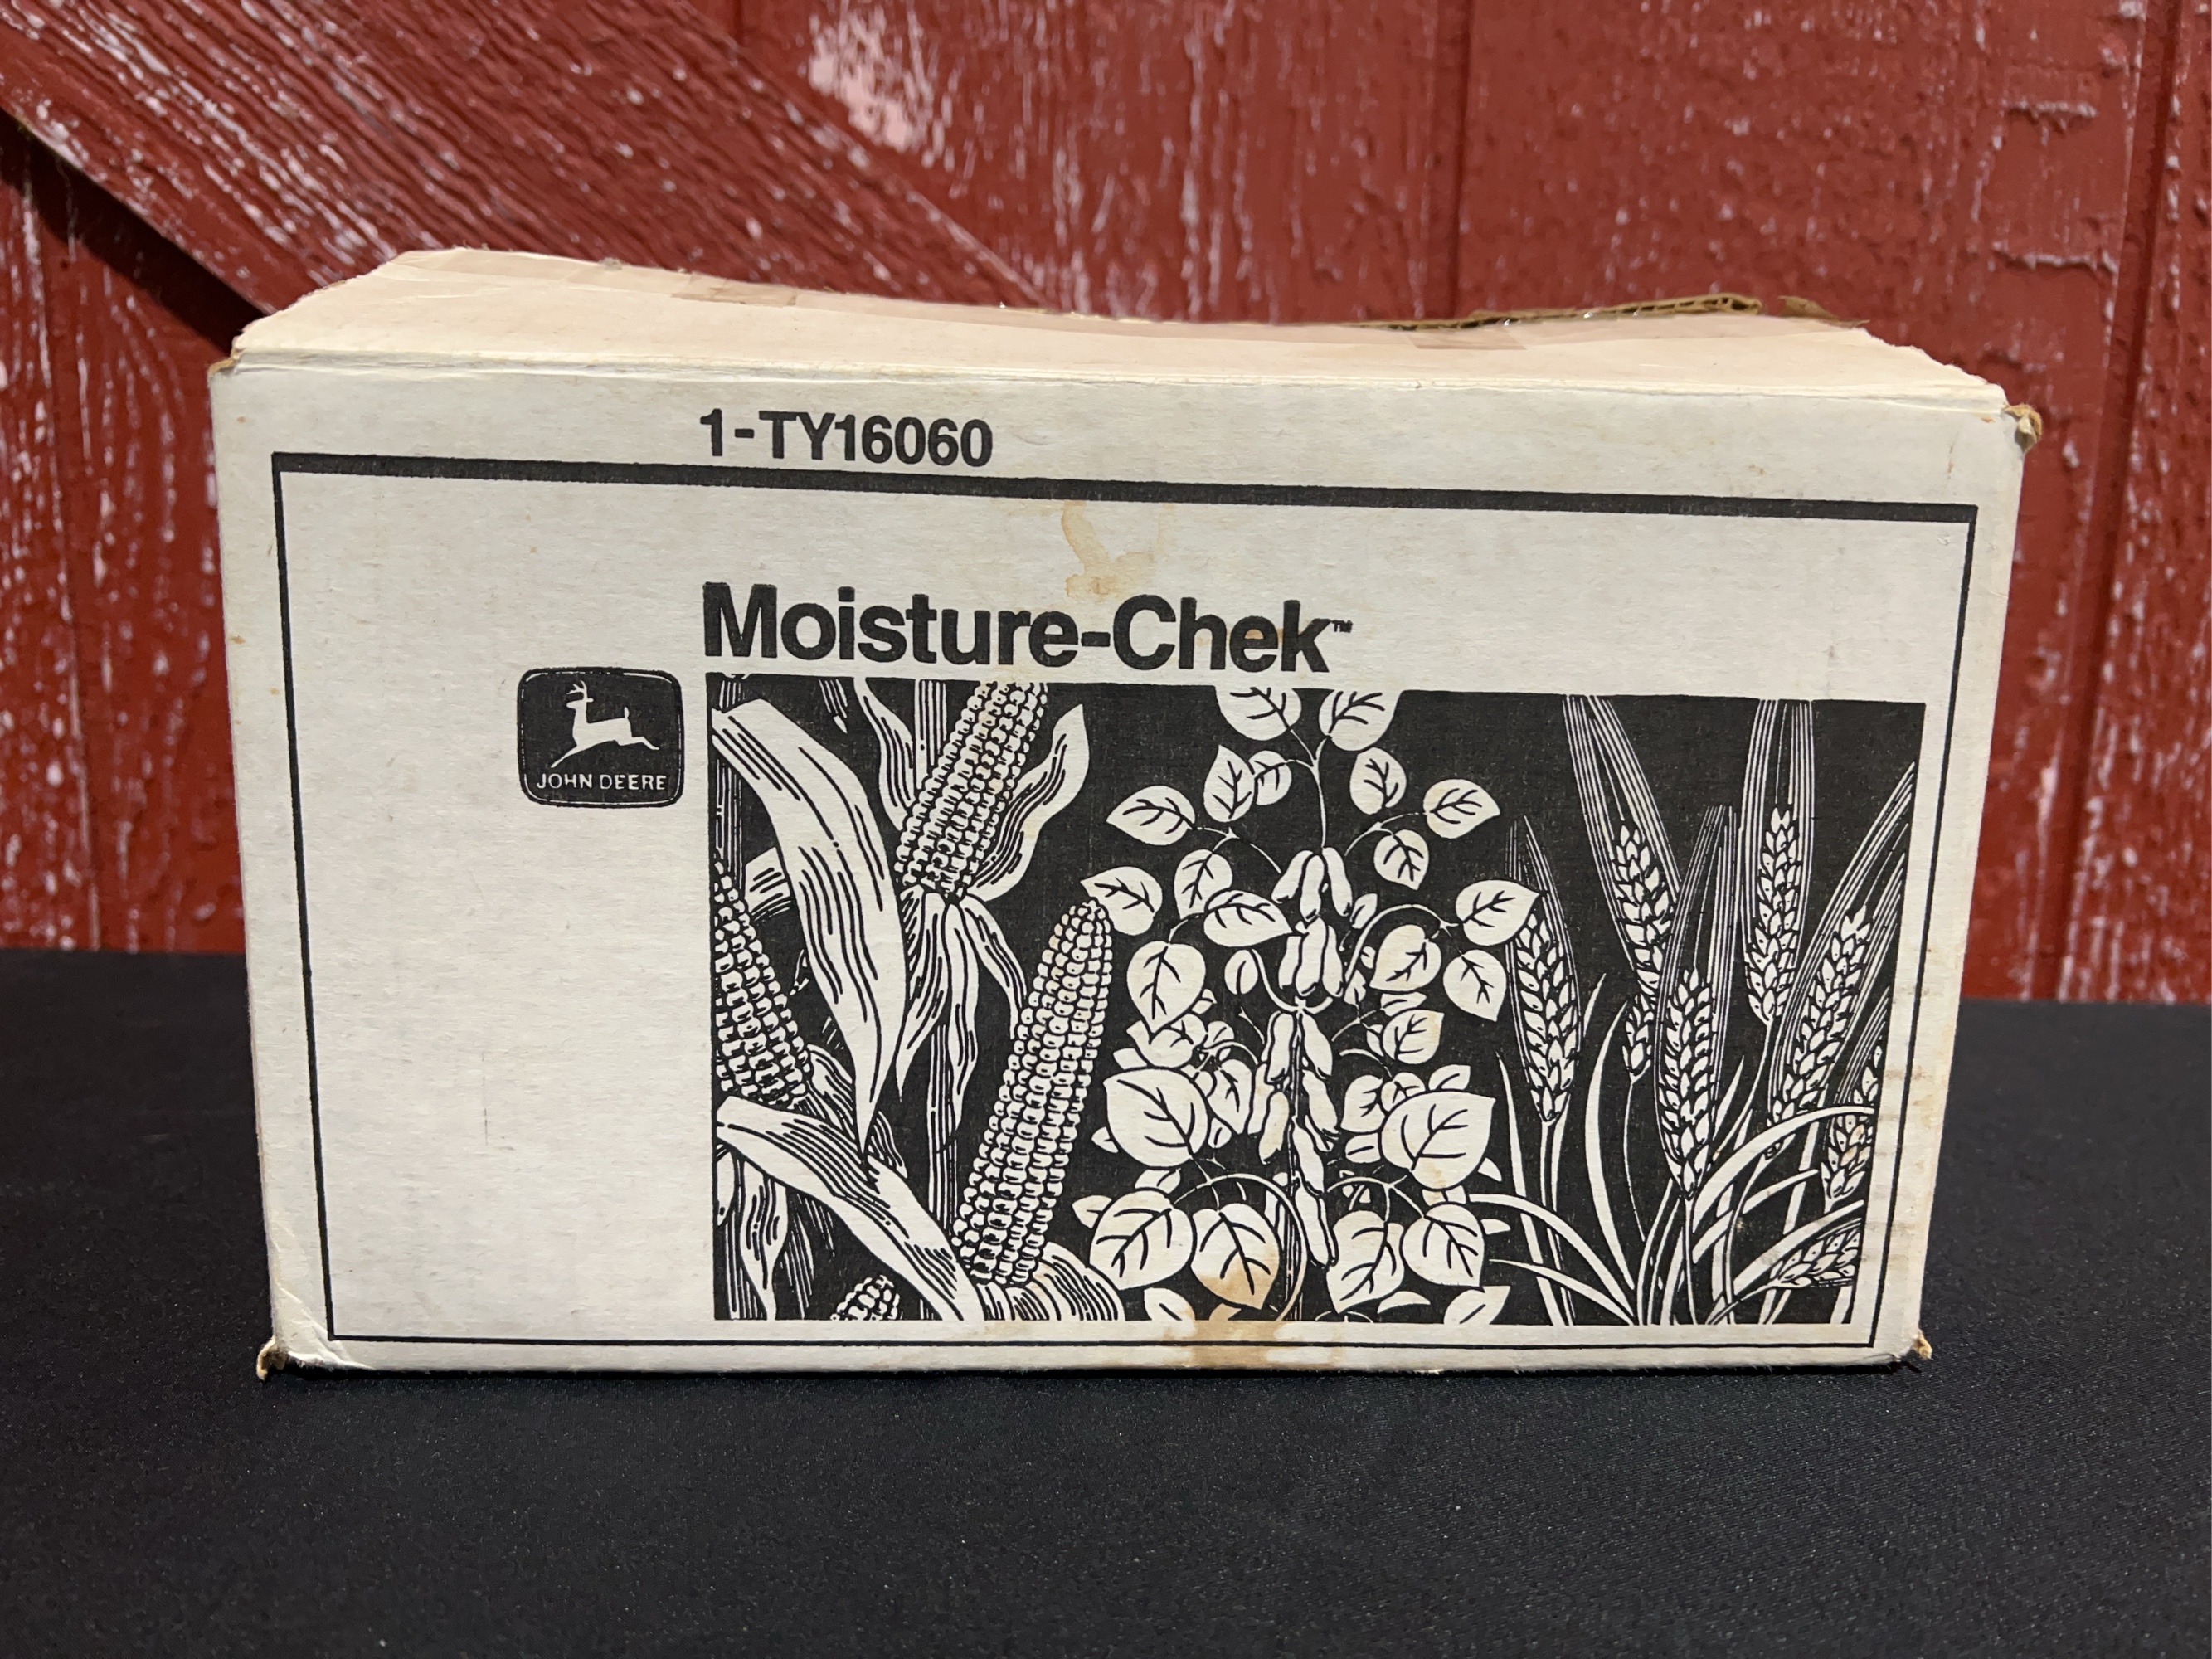 1-TY16060
Moisture-Chek™
JOHN DEERE